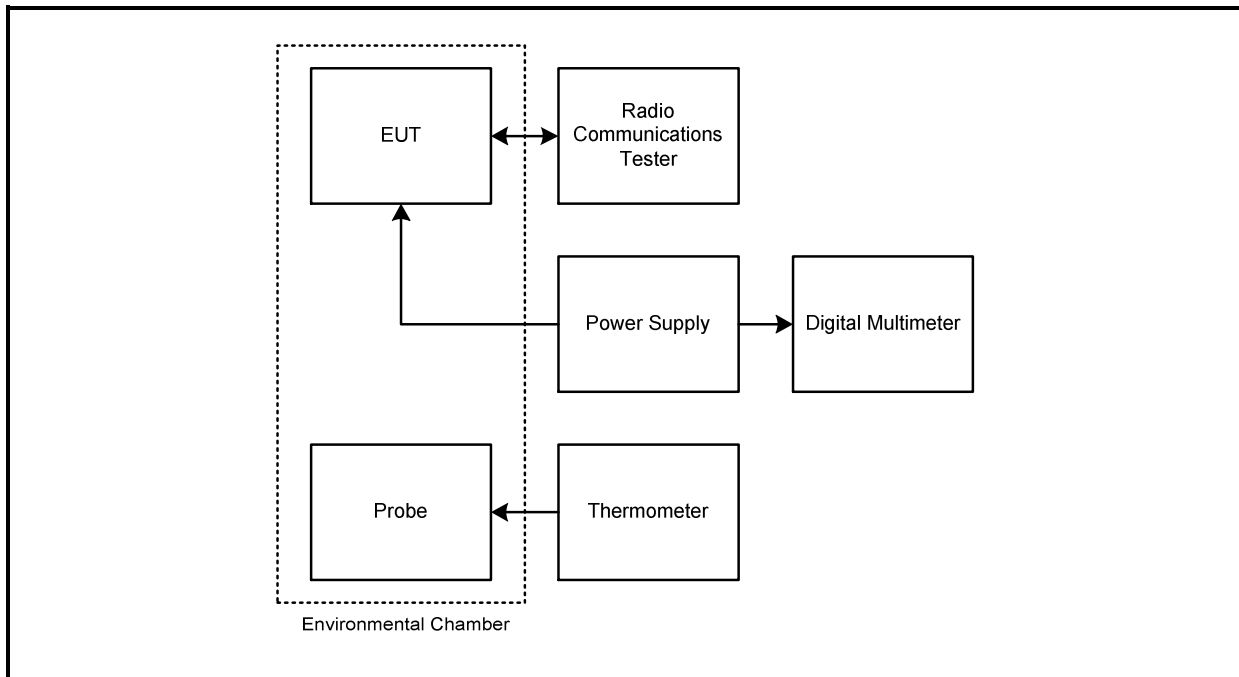 EUT
Radio
Communications
Tester
Power Supply
Digital Multimeter
Probe
Thermometer
Environmental Chamber